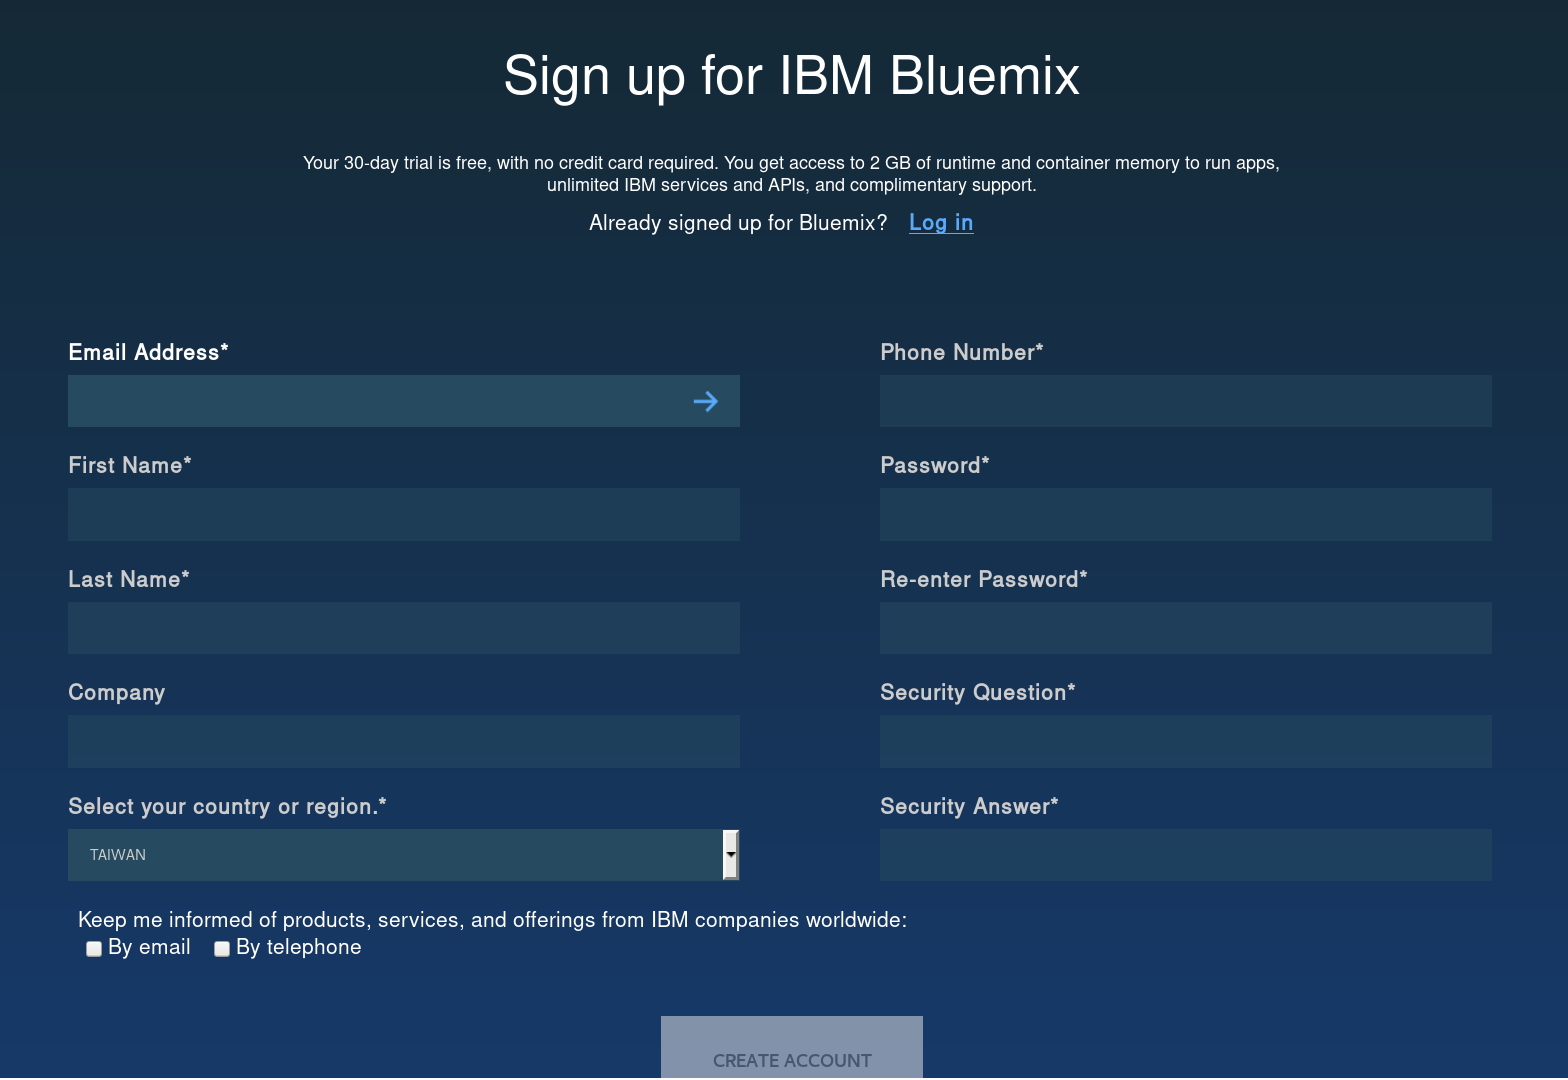 Sign up for IBM Bluemix
Your 30-day trial is free, with no credit card required. You get access to 2 GB of runtime and container memory to run apps,
unlimited IBM services and APIs, and complimentary support.
Already signed up for Bluemix? Log in
Email Address*
First Name*
Last Name*
Company
Select your country or region.*
TAIWAN
Phone Number*
Password*
Re-enter Password*
Security Question*
Security Answer*
Keep me informed of products, services, and offerings from IBM companies worldwide:
By email By telephone
CREATE ACCOUNT